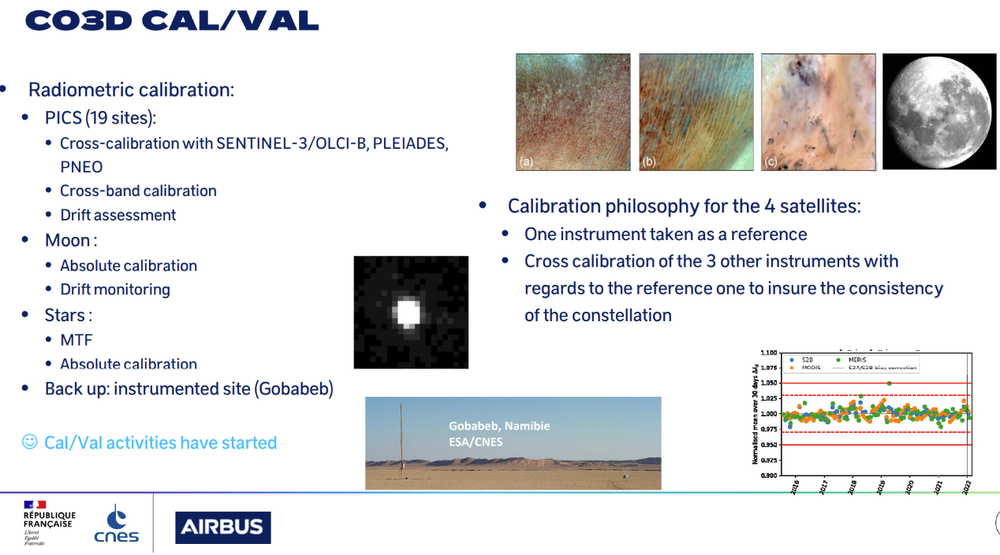 CO3D CAL/VAL
• Radiometric calibration:
• PICS (19 sites):
• Cross-calibration with SENTINEL-3/OLCI-B, PLEIADES,
PNEO
• Cross-band calibration
• Drift assessment
• Moon :
• Absolute calibration
• Drift monitoring
• Stars :
• MTF
• Absolute calibration
• Back up: instrumented site (Gobabeb)
☺ Cal/Val activities have started
(a)
(b)
(c)
• Calibration philosophy for the 4 satellites:
• One instrument taken as a reference
• Cross calibration of the 3 other instruments with
regards to the reference one to insure the consistency
of the constellation
Gobabeb, Namibie
ESA/CNES
Normalised mean over 30 days ΔAk
1.100
1.075
1.050
1.025
1.000
0.975
0.950
0.925
0.900
S2B
MERIS
MODIS
S2A/S2B bias correction
2016
2017
2018
2019
2020
2021
2022
RÉPUBLIQUE
FRANÇAISE
Liberté
Égalité
Fraternité
cnes
AIRBUS